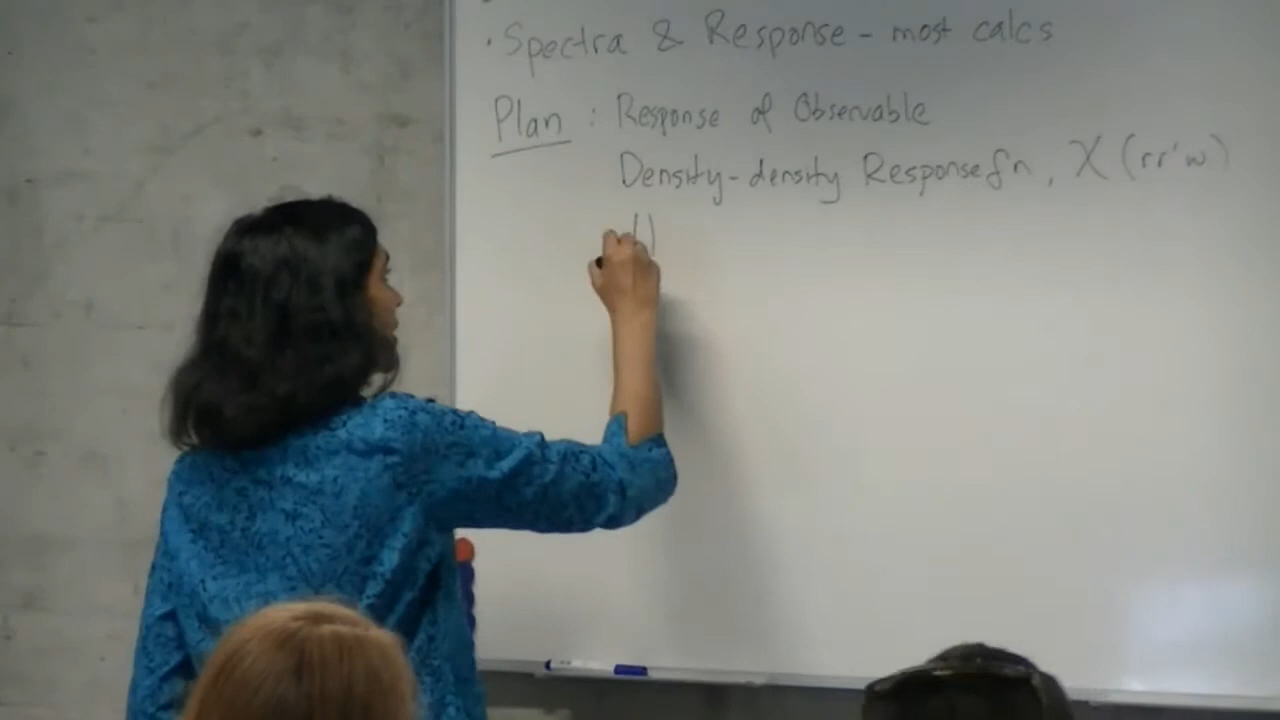 · Spectra & Response - most calcs
Plan : Response of Observable
Density-density Response fn, χ (rr'w)